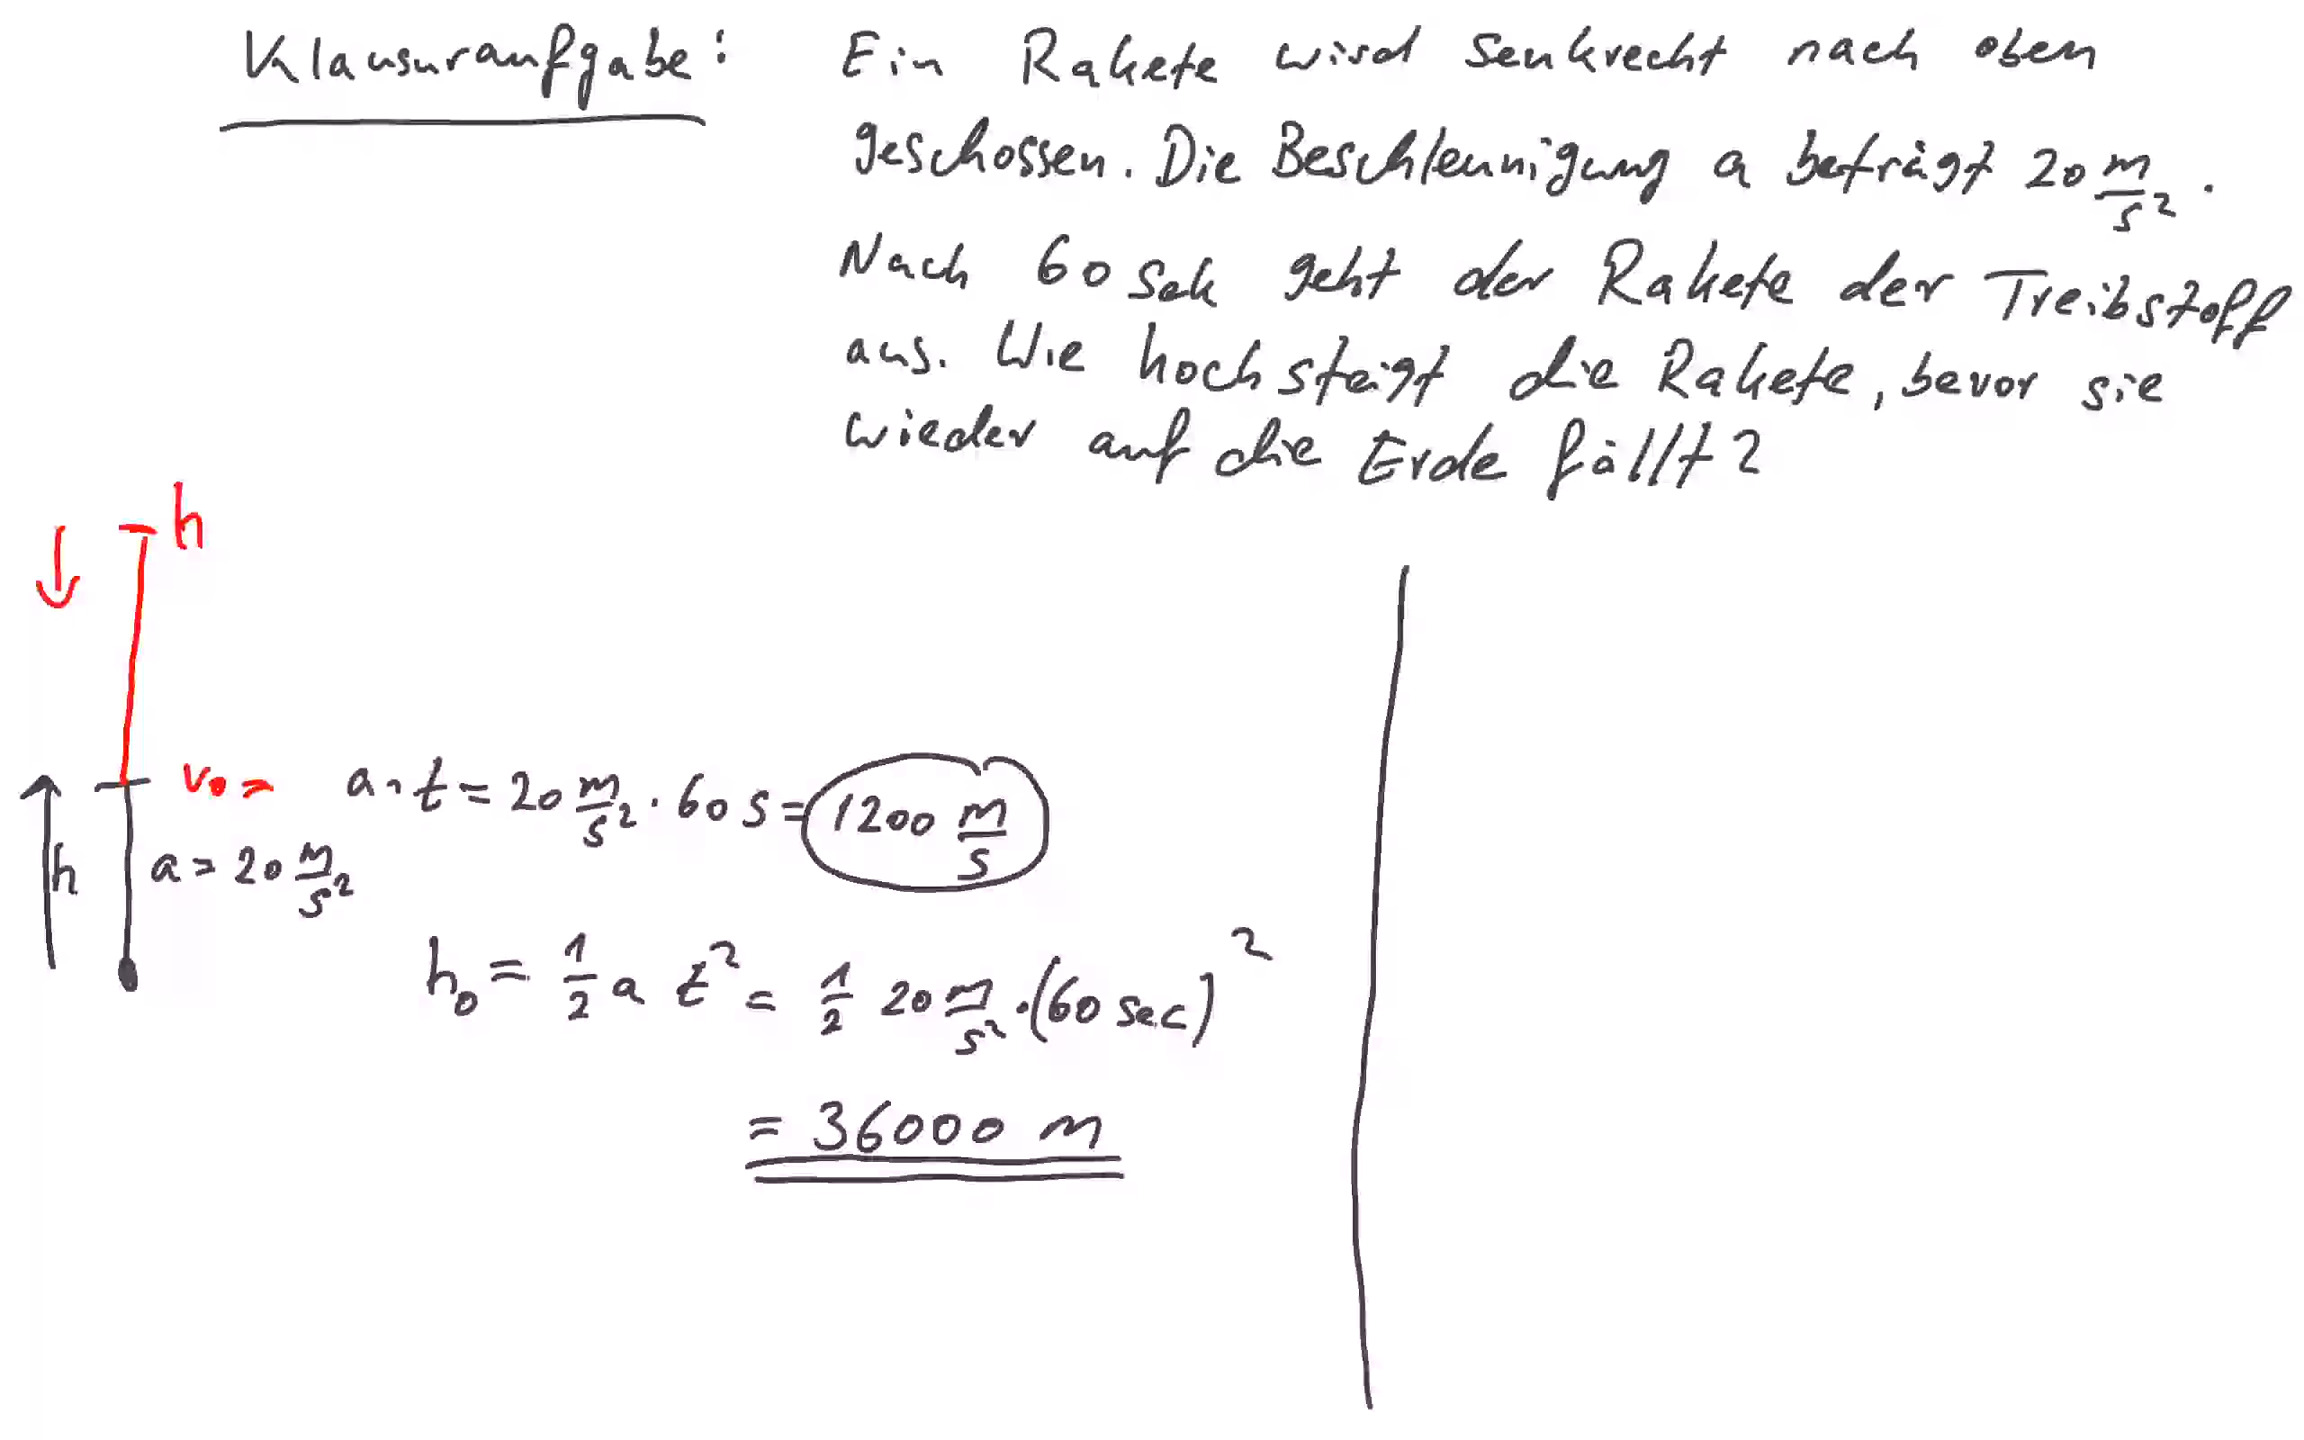 Klausuraufgabe: Ein Rakete wird senkrecht nach oben
geschossen. Die Beschleunigung a beträgt 20 m/s².
Nach 60 Sek geht der Rakete der Treibstoff
aus. Wie hoch steigt die Rakete, bevor sie
wieder auf die Erde fällt?
h
v₀ = a · t = 20 m/s² · 60 s = 1200 m/s
h a = 20 m/s²
h₀ = 1/2 a t² = 1/2 20 m/s² · (60 sec)²
= 36000 m